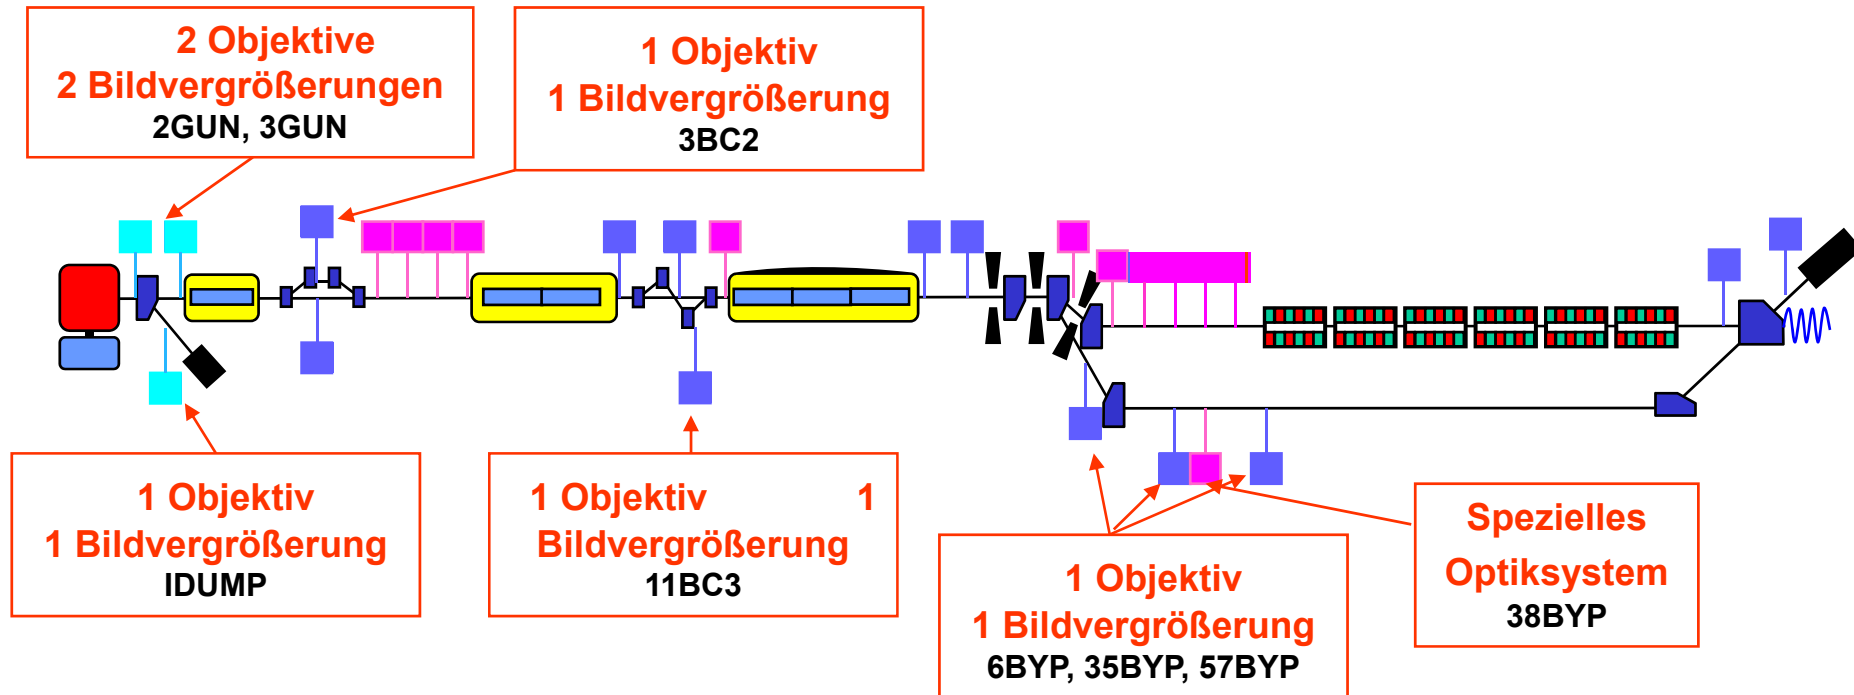 2 Objektive
2 Bildvergrößerungen
2GUN, 3GUN
1 Objektiv
1 Bildvergrößerung
3BC2
1 Objektiv
1 Bildvergrößerung
IDUMP
1 Objektiv 1
Bildvergrößerung
11BC3
1 Objektiv
1 Bildvergrößerung
6BYP, 35BYP, 57BYP
Spezielles
Optiksystem
38BYP